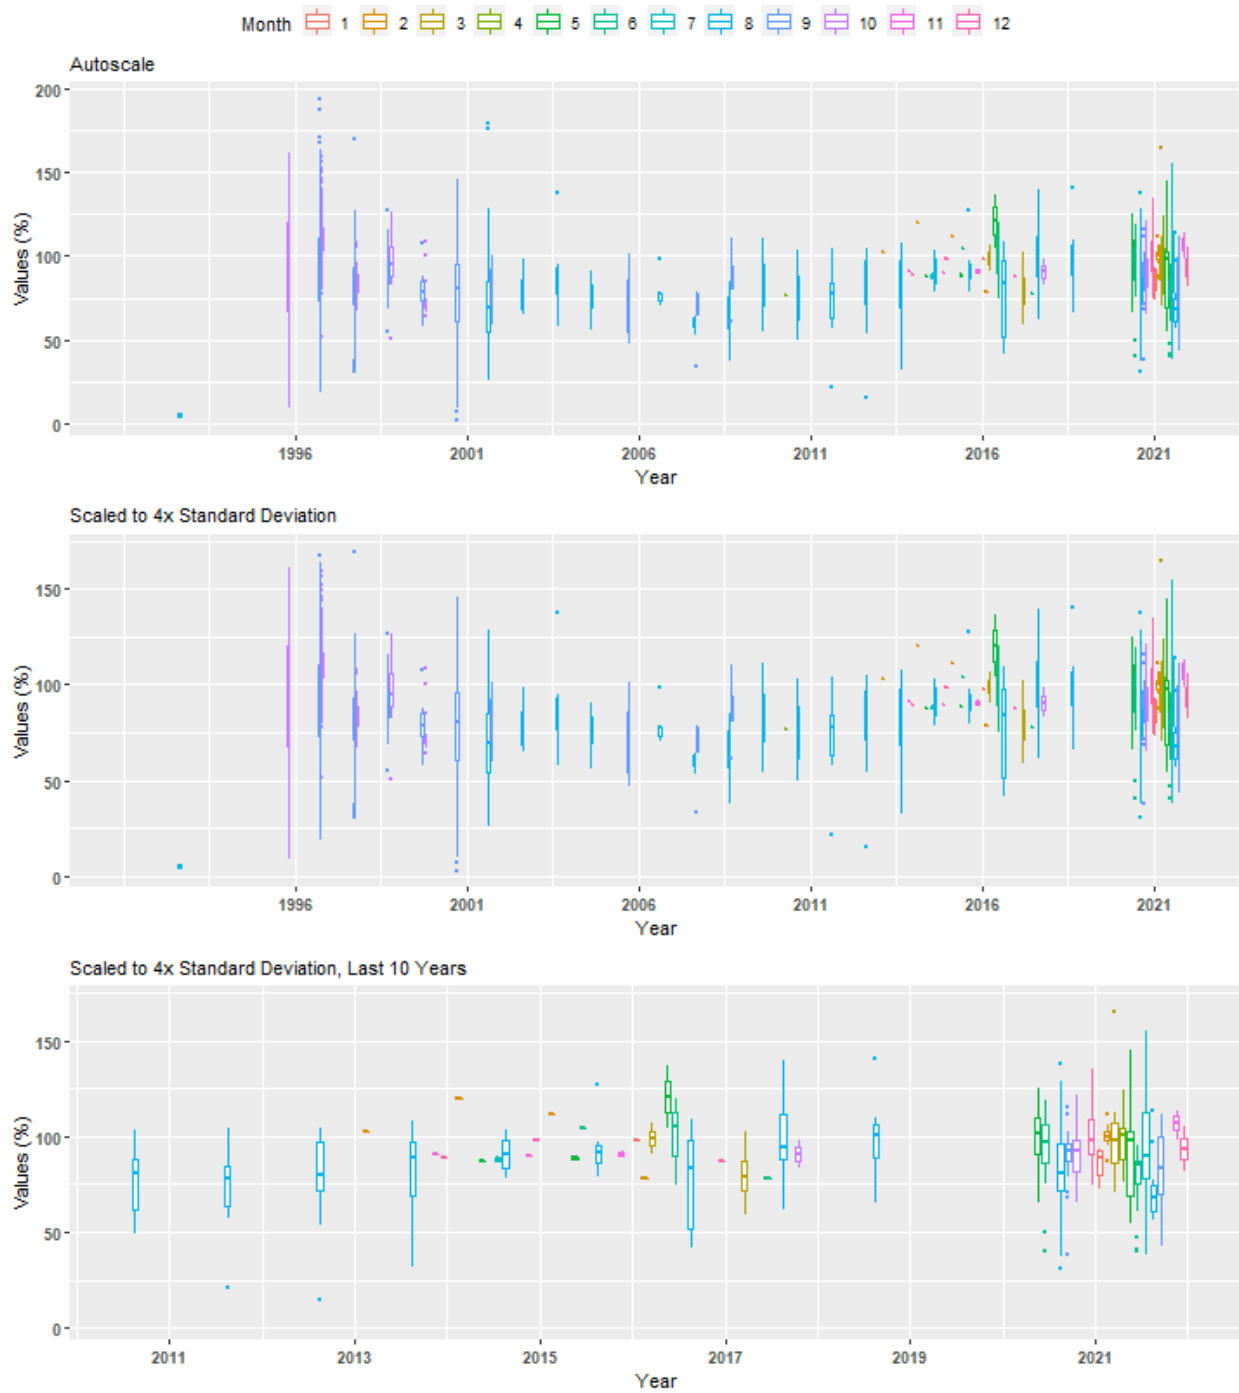 Month 1 2 3 4 5 6 7 8 9 10 11 12
Autoscale
Values (%)
200
150
100
50
0
1996 2001 2006 2011 2016 2021
Year
Scaled to 4x Standard Deviation
Values (%)
150
100
50
0
1996 2001 2006 2011 2016 2021
Year
Scaled to 4x Standard Deviation, Last 10 Years
Values (%)
150
100
50
0
2011 2013 2015 2017 2019 2021
Year